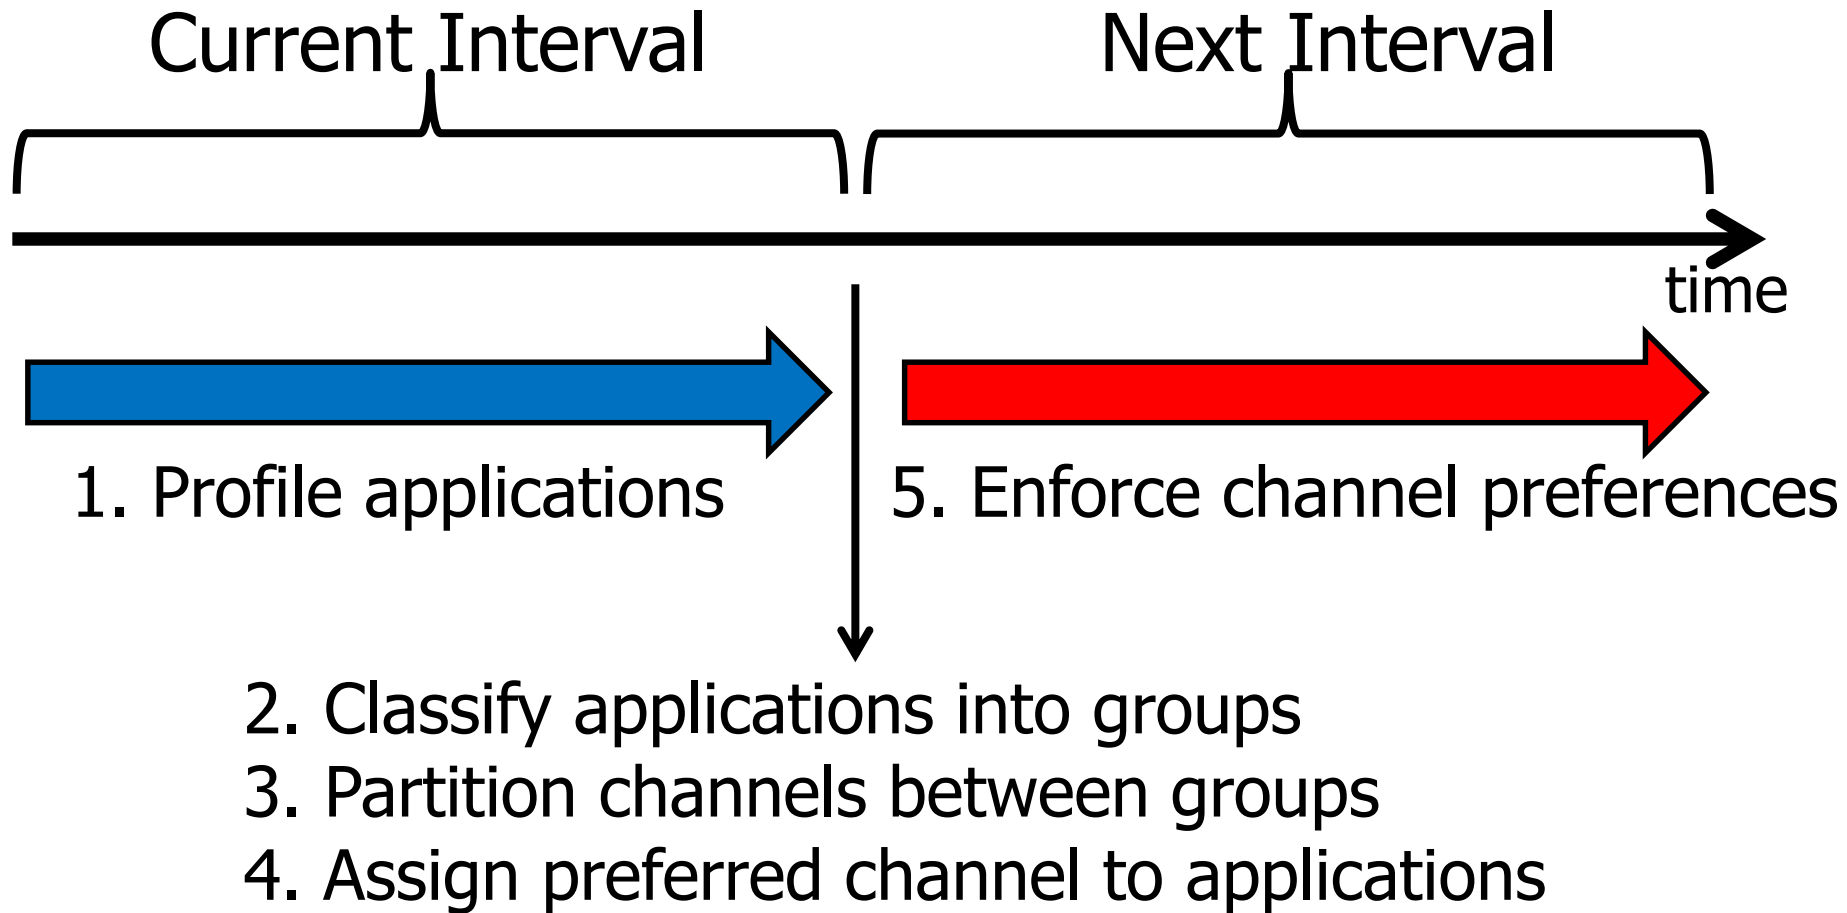 Current Interval
Next Interval
time
1. Profile applications
5. Enforce channel preferences
2. Classify applications into groups
3. Partition channels between groups
4. Assign preferred channel to applications